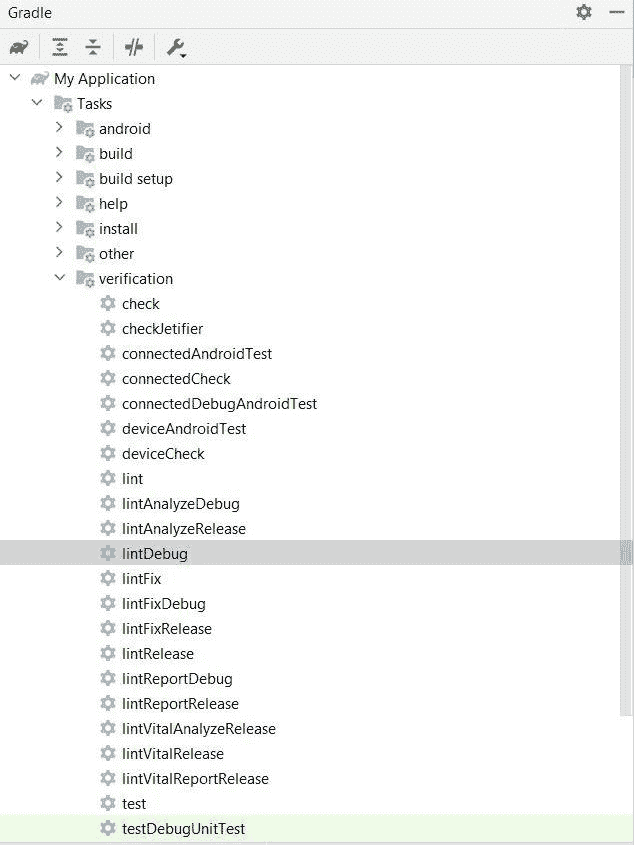 Gradle
My Application
Tasks
android
build
build setup
help
install
other
verification
check
checkJetifier
connectedAndroidTest
connectedCheck
connectedDebugAndroidTest
deviceAndroidTest
deviceCheck
lint
lintAnalyzeDebug
lintAnalyzeRelease
lintDebug
lintFix
lintFixDebug
lintFixRelease
lintRelease
lintReportDebug
lintReportRelease
lintVitalAnalyzeRelease
lintVitalRelease
lintVitalReportRelease
test
testDebugUnitTest